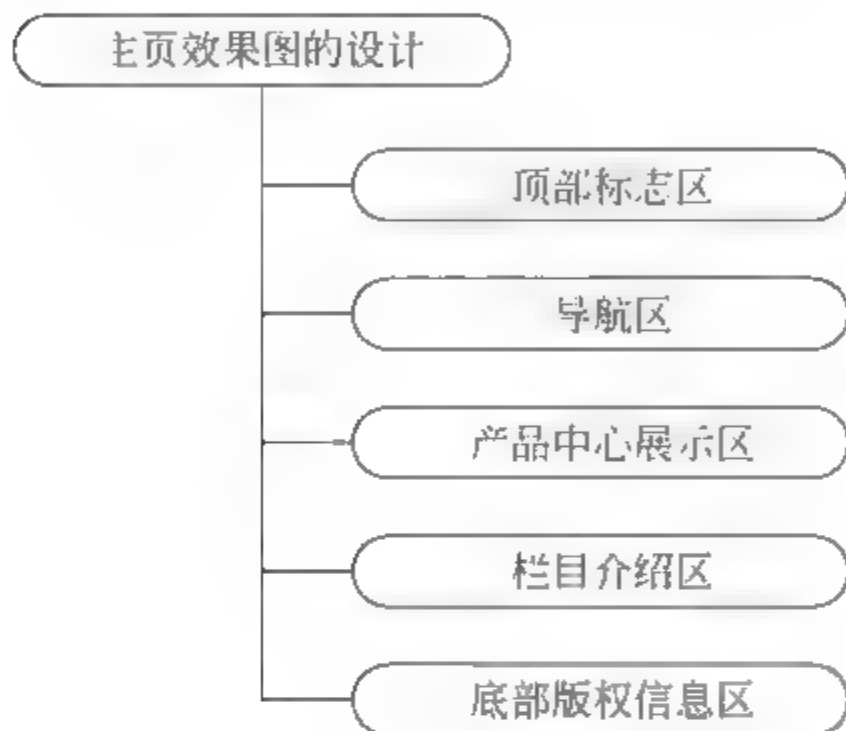 主页效果图的设计
顶部标志区
导航区
产品中心展示区
栏目介绍区
底部版权信息区